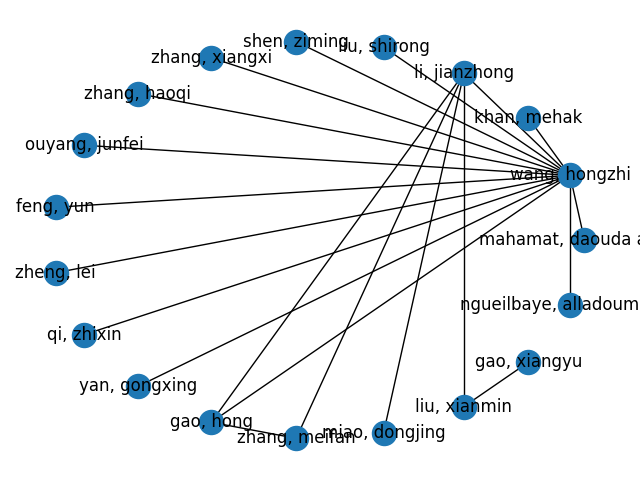 shen, ziming
liu, shirong
zhang, xiangxi
li, jianzhong
zhang, haoqi
khan, mehak
ouyang, junfei
wang, hongzhi
feng, yun
mahamat, daouda a
zheng, lei
ngueilbaye, alladoum
qi, zhixin
gao, xiangyu
yan, gongxing
liu, xianmin
gao, hong
miao, dongjing
zhang, meifan